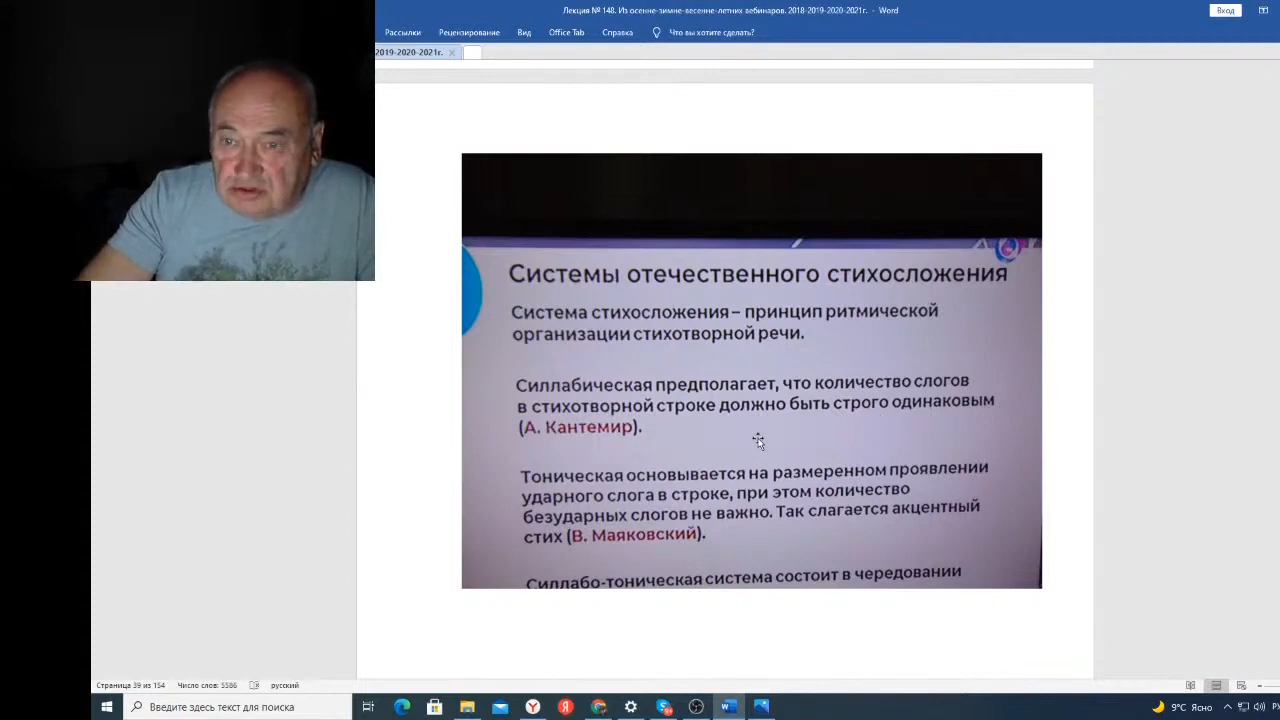 Лекция № 148. Из осенне-зимне-весенне-летних вебинаров. 2018-2019-2020-2021г. - Word
Вход
Рассылки Рецензирование Вид Office Tab Справка Что вы хотите сделать?
2019-2020-2021г.
Системы отечественного стихосложения
Система стихосложения – принцип ритмической
организации стихотворной речи.
Силлабическая предполагает, что количество слогов
в стихотворной строке должно быть строго одинаковым
(А. Кантемир).
Тоническая основывается на размеренном проявлении
ударного слога в строке, при этом количество
безударных слогов не важно. Так слагается акцентный
стих (В. Маяковский).
Силлабо-тоническая система состоит в чередовании
Страница 39 из 154 Число слов: 5586 русский
Введите здесь текст для поиска
9°C Ясно